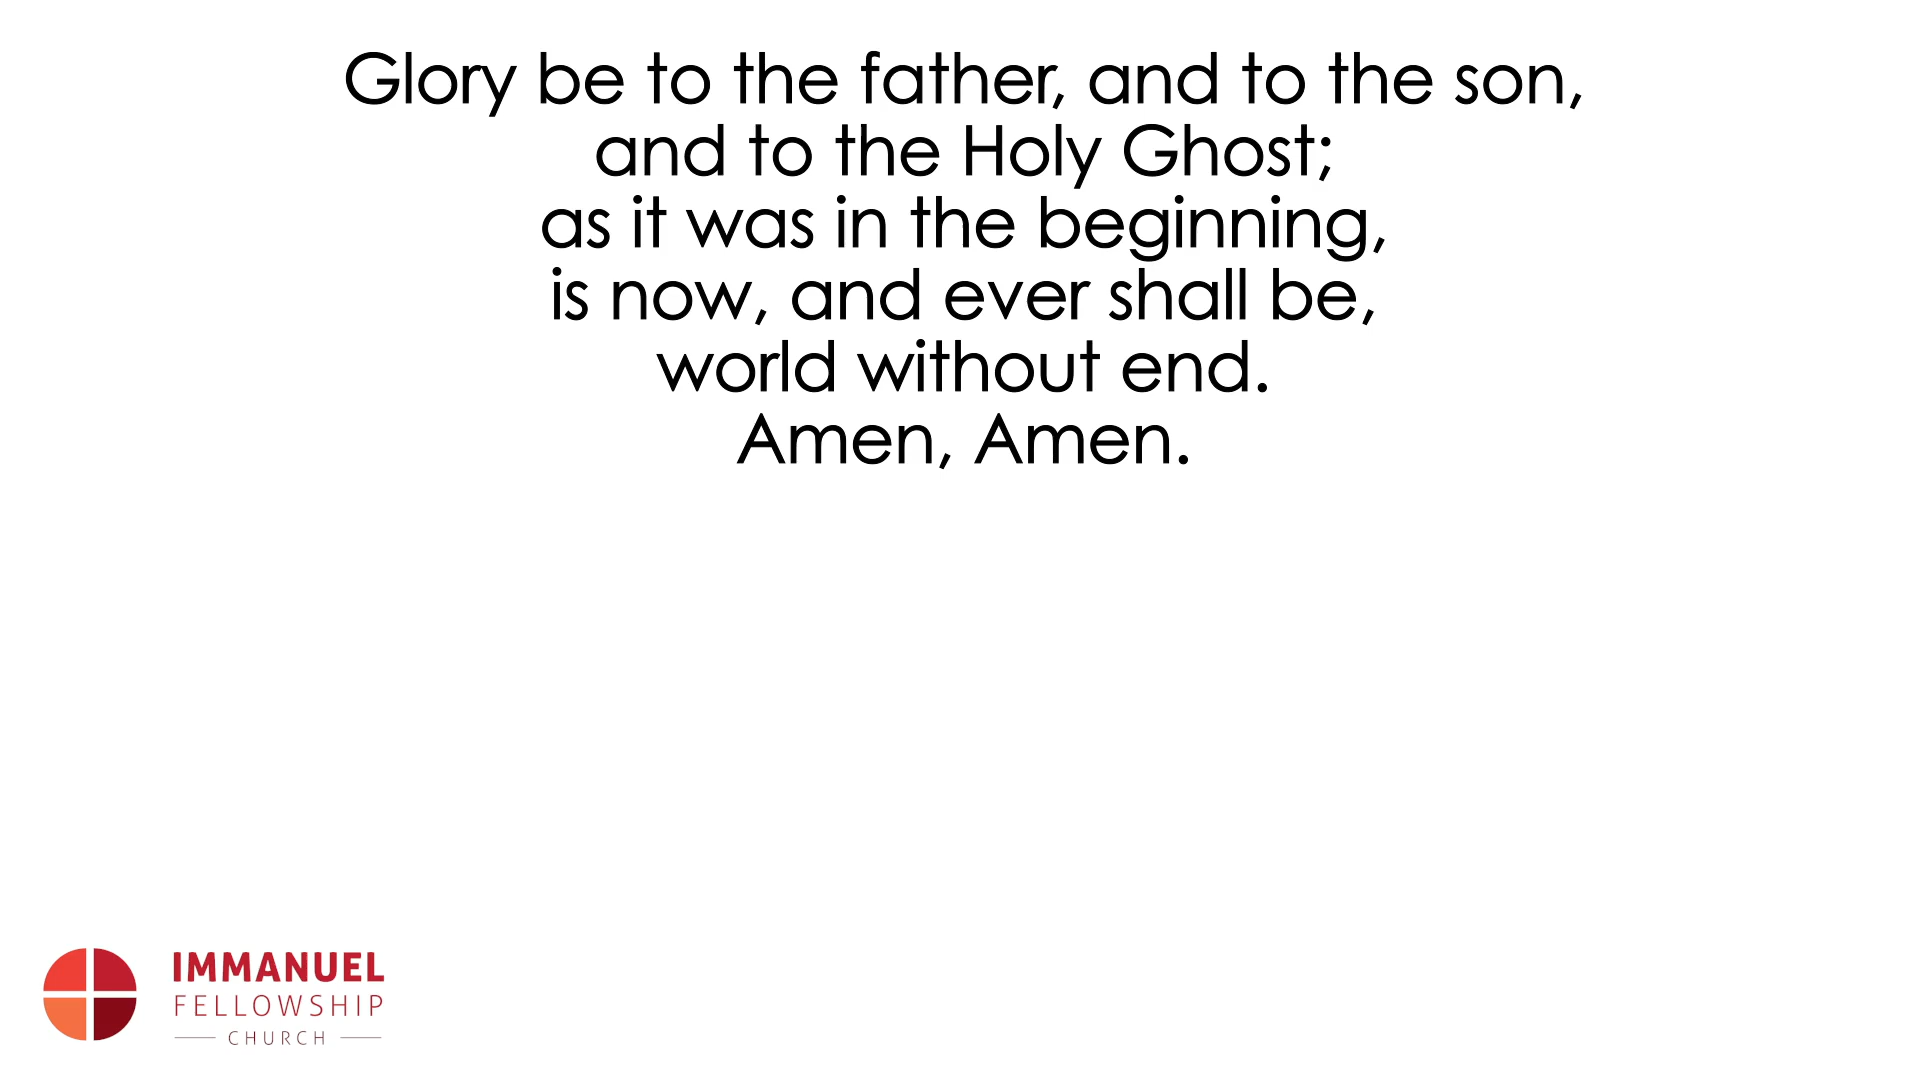 Glory be to the father, and to the son,
and to the Holy Ghost;
as it was in the beginning,
is now, and ever shall be,
world without end.
Amen, Amen.
IMMANUEL
FELLOWSHIP
CHURCH